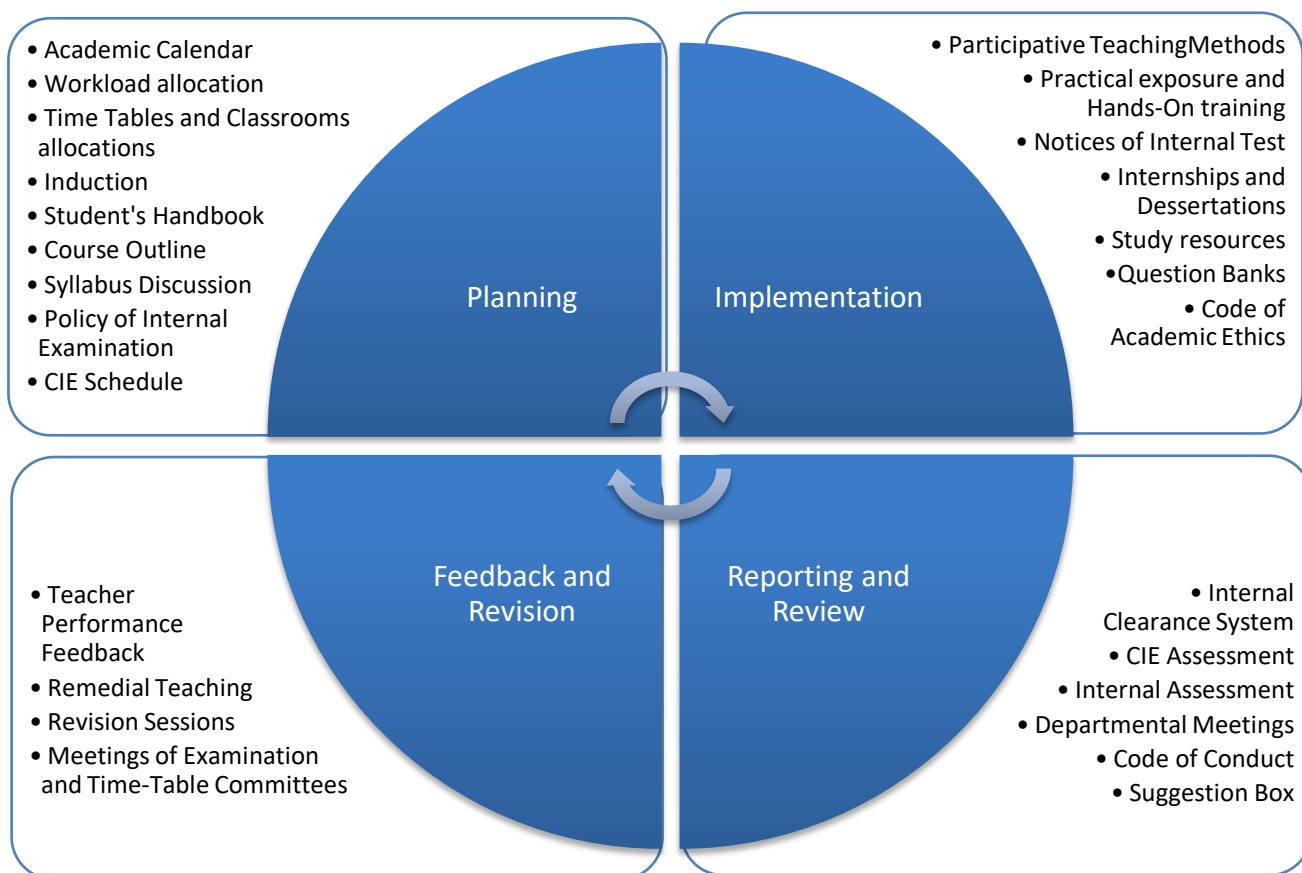 • Academic Calendar
• Workload allocation
• Time Tables and Classrooms
allocations
• Induction
• Student's Handbook
• Course Outline
• Syllabus Discussion
• Policy of Internal
Examination
• CIE Schedule
Planning
Implementation
• Participative TeachingMethods
• Practical exposure and
Hands-On training
• Notices of Internal Test
• Internships and
Dessertations
• Study resources
•Question Banks
• Code of
Academic Ethics
• Teacher
Performance
Feedback
• Remedial Teaching
• Revision Sessions
• Meetings of Examination
and Time-Table Committees
Feedback and
Revision
Reporting and
Review
• Internal
Clearance System
• CIE Assessment
• Internal Assessment
• Departmental Meetings
• Code of Conduct
• Suggestion Box